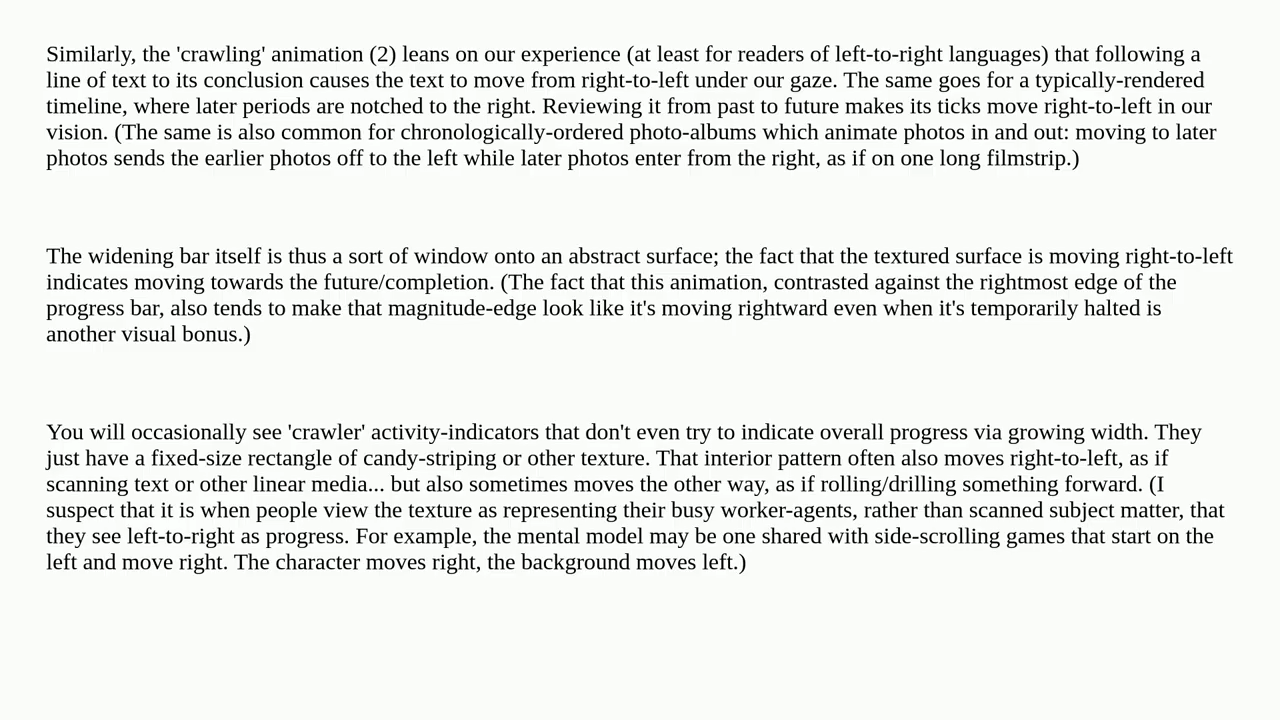 Similarly, the 'crawling' animation (2) leans on our experience (at least for readers of left-to-right languages) that following a
line of text to its conclusion causes the text to move from right-to-left under our gaze. The same goes for a typically-rendered
timeline, where later periods are notched to the right. Reviewing it from past to future makes its ticks move right-to-left in our
vision. (The same is also common for chronologically-ordered photo-albums which animate photos in and out: moving to later
photos sends the earlier photos off to the left while later photos enter from the right, as if on one long filmstrip.)
The widening bar itself is thus a sort of window onto an abstract surface; the fact that the textured surface is moving right-to-left
indicates moving towards the future/completion. (The fact that this animation, contrasted against the rightmost edge of the
progress bar, also tends to make that magnitude-edge look like it's moving rightward even when it's temporarily halted is
another visual bonus.)
You will occasionally see 'crawler' activity-indicators that don't even try to indicate overall progress via growing width. They
just have a fixed-size rectangle of candy-striping or other texture. That interior pattern often also moves right-to-left, as if
scanning text or other linear media... but also sometimes moves the other way, as if rolling/drilling something forward. (I
suspect that it is when people view the texture as representing their busy worker-agents, rather than scanned subject matter, that
they see left-to-right as progress. For example, the mental model may be one shared with side-scrolling games that start on the
left and move right. The character moves right, the background moves left.)